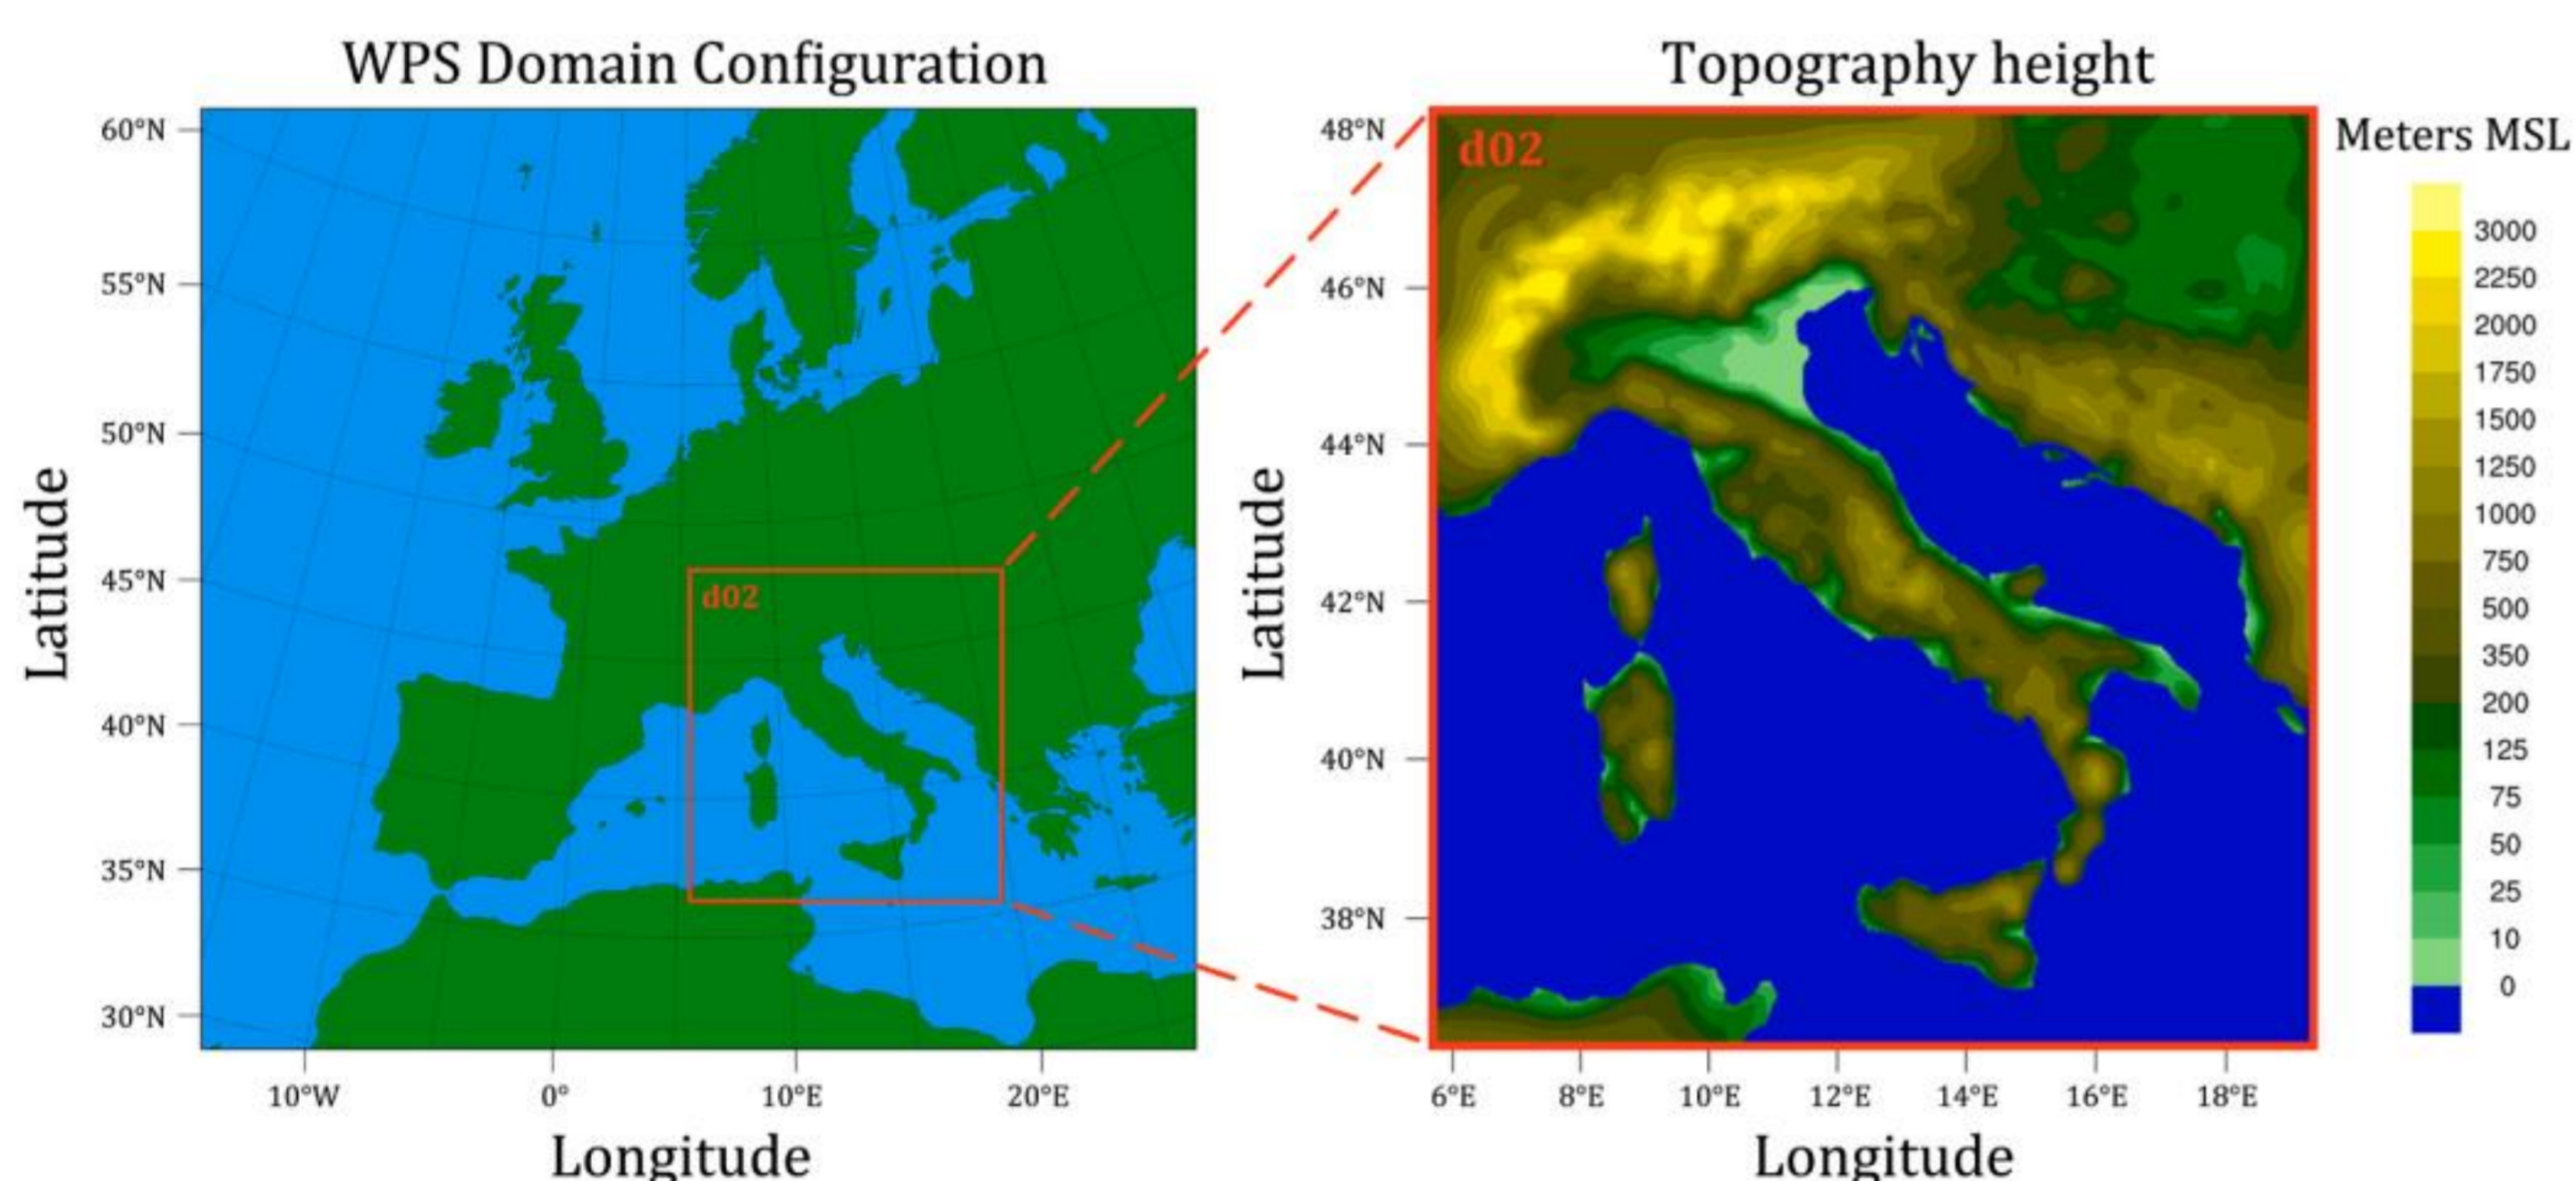 WPS Domain Configuration
60°N
55°N
50°N
45°N
40°N
35°N
30°N
Latitude
d02
10°W 0° 10°E 20°E
Longitude
Topography height
48°N
46°N
44°N
42°N
40°N
38°N
Latitude
d02
6°E 8°E 10°E 12°E 14°E 16°E 18°E
Longitude
Meters MSL
3000
2250
2000
1750
1500
1250
1000
750
500
350
200
125
75
50
25
10
0